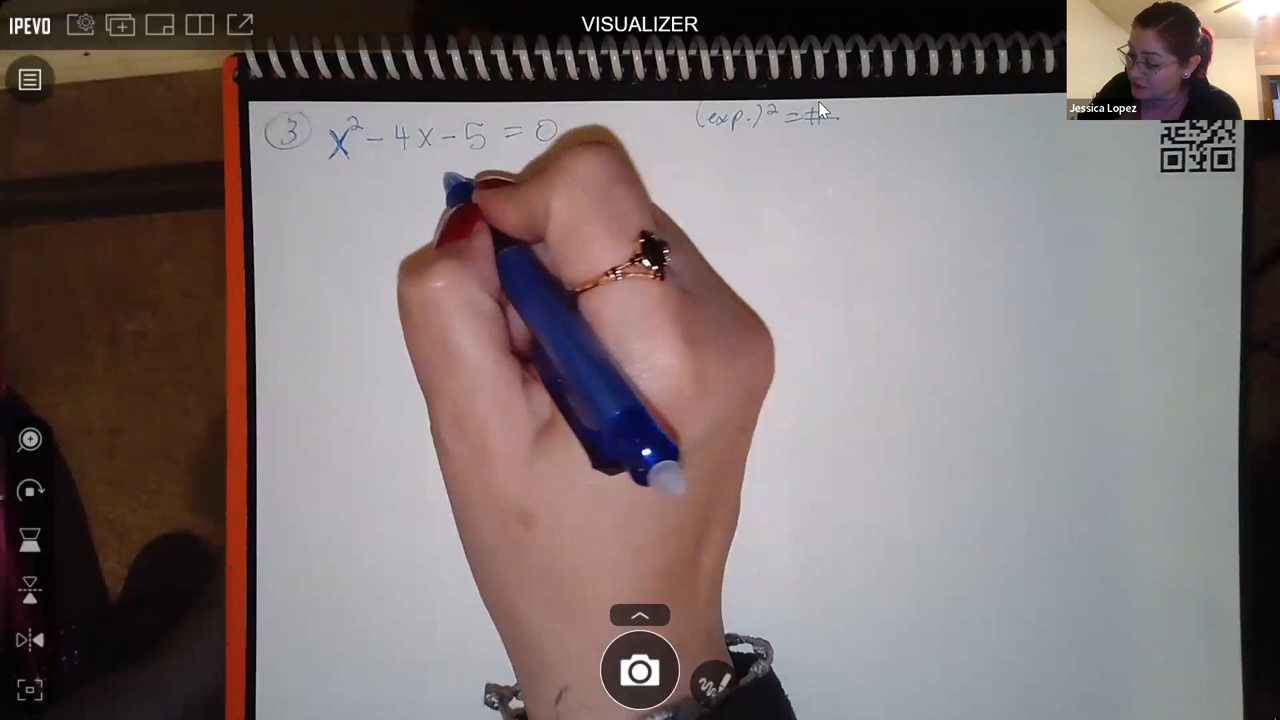 IPEVO
VISUALIZER
Jessica Lopez
③ x² - 4x - 5 = 0
(exp.)² = #